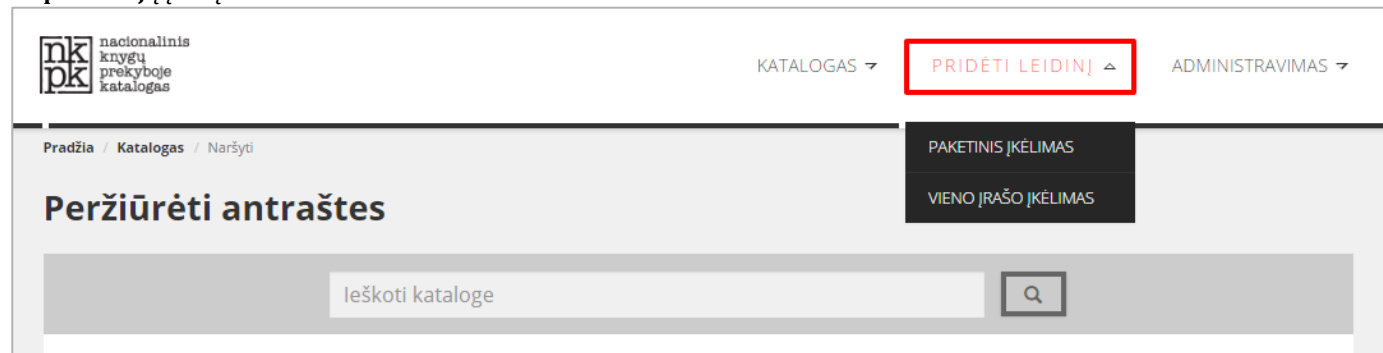 nk
pk
nacionalinis
knygų
prekyboje
katalogas
KATALOGAS
PRIDĖTI LEIDINĮ
ADMINISTRAVIMAS
Pradžia / Katalogas / Naršyti
PAKETINIS ĮKĖLIMAS
VIENO ĮRAŠO ĮKĖLIMAS
Peržiūrėti antraštes
Ieškoti kataloge